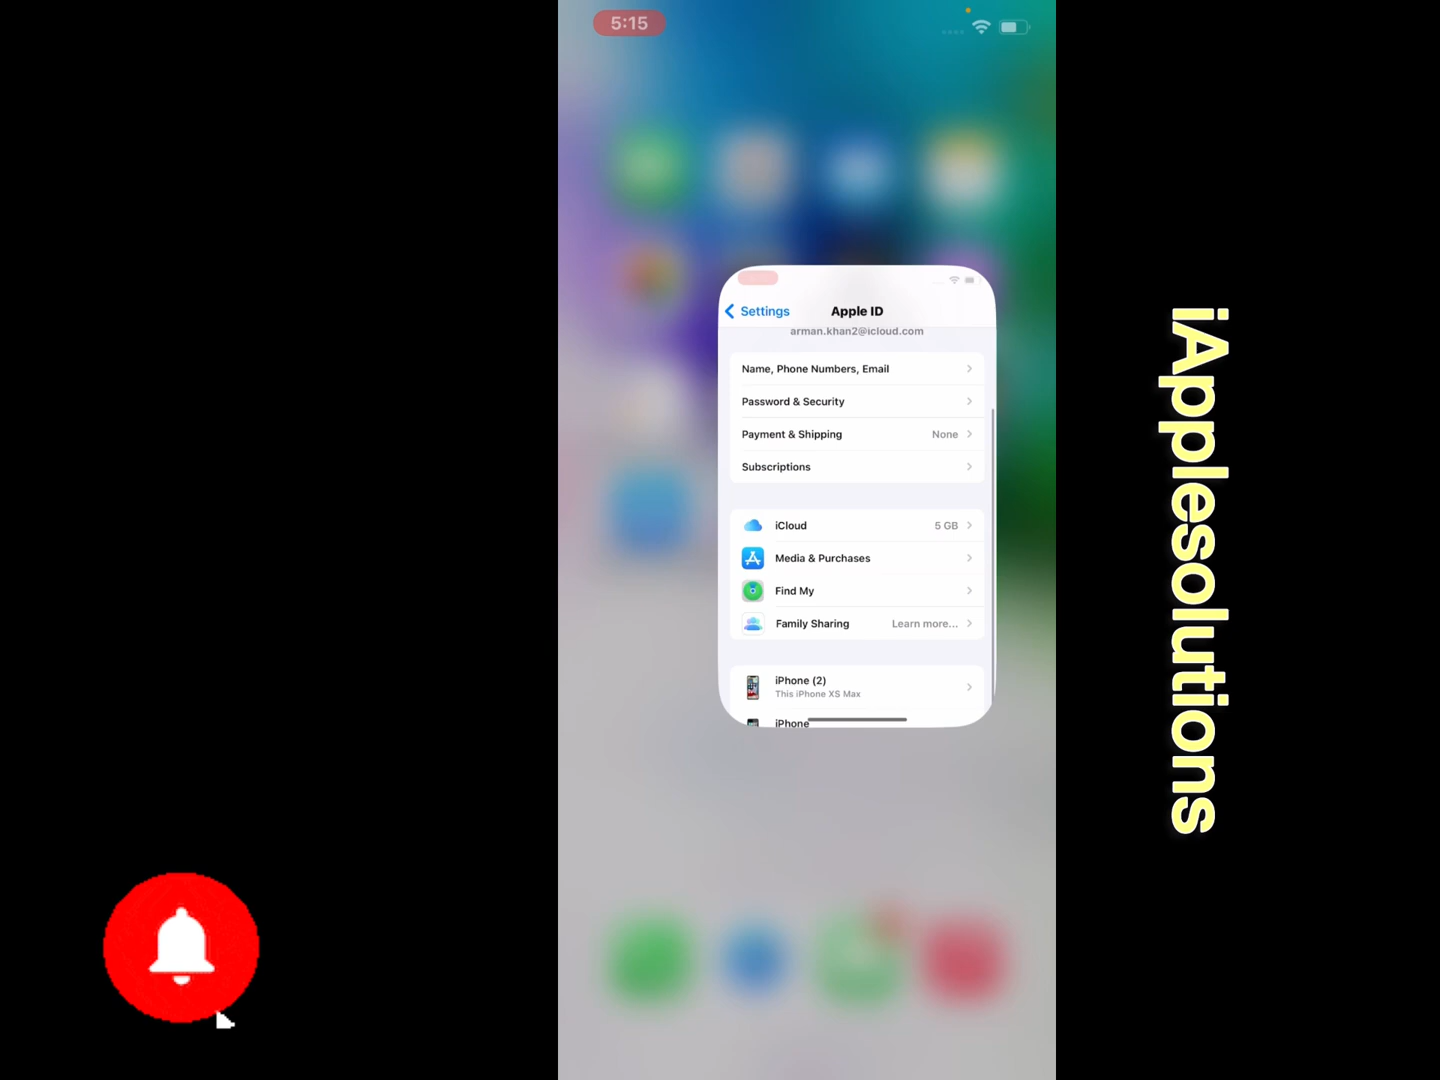 5:15
Settings
Apple ID
arman.khan2@icloud.com
Name, Phone Numbers, Email
Password & Security
Payment & Shipping None
Subscriptions
iCloud 5 GB
Media & Purchases
Find My
Family Sharing Learn more...
iPhone (2)
This iPhone XS Max
iPhone
iApplesolutions